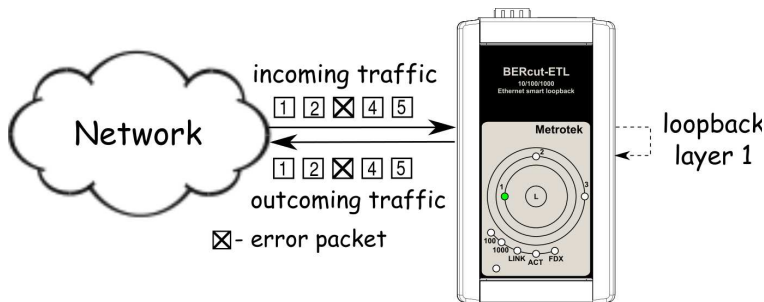 incoming traffic
1 2 4 5
Network
1 2 4 5
outcoming traffic
- error packet
BERcut-ETL
10/100/1000
Ethernet smart loopback
Metrotek
2
1
3
L
100
1000
LINK
ACT
FDX
loopback
layer 1